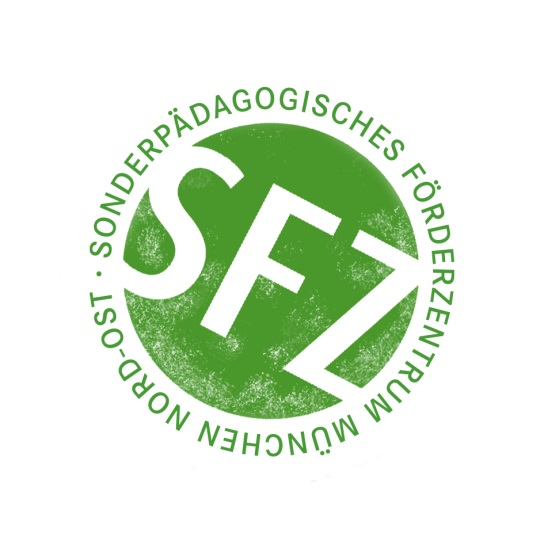 SONDERPÄDAGOGISCHES FÖRDERZENTRUM MÜNCHEN NORD-OST ·
SFZ